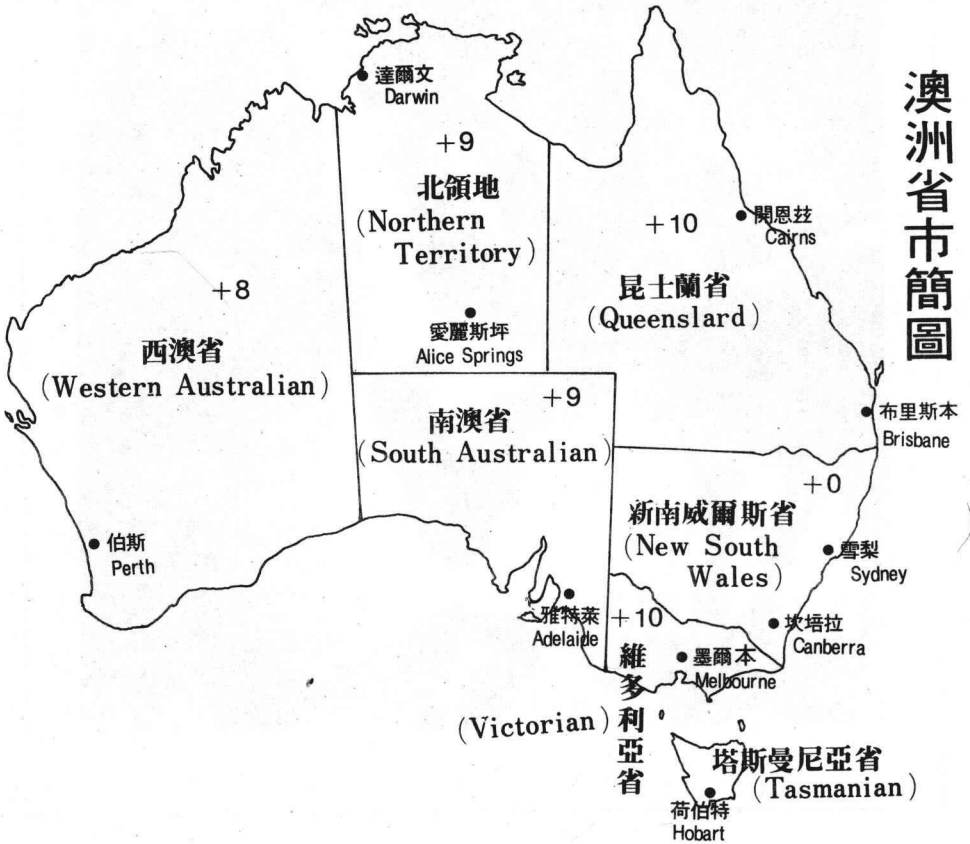 澳洲省市簡圖
達爾文
Darwin
+9
北領地
(Northern
Territory)
愛麗斯坪
Alice Springs
+10
開恩玆
Cairns
昆士蘭省
(Queenslard)
+8
西澳省
(Western Australian)
+9
南澳省
(South Australian)
布里斯本
Brisbane
+0
新南威爾斯省
(New South
Wales)
雪梨
Sydney
伯斯
Perth
雅特萊
Adelaide
+10
坎培拉
Canberra
墨爾本
Melbourne
維多利亞省
(Victorian)
塔斯曼尼亞省
(Tasmanian)
荷伯特
Hobart